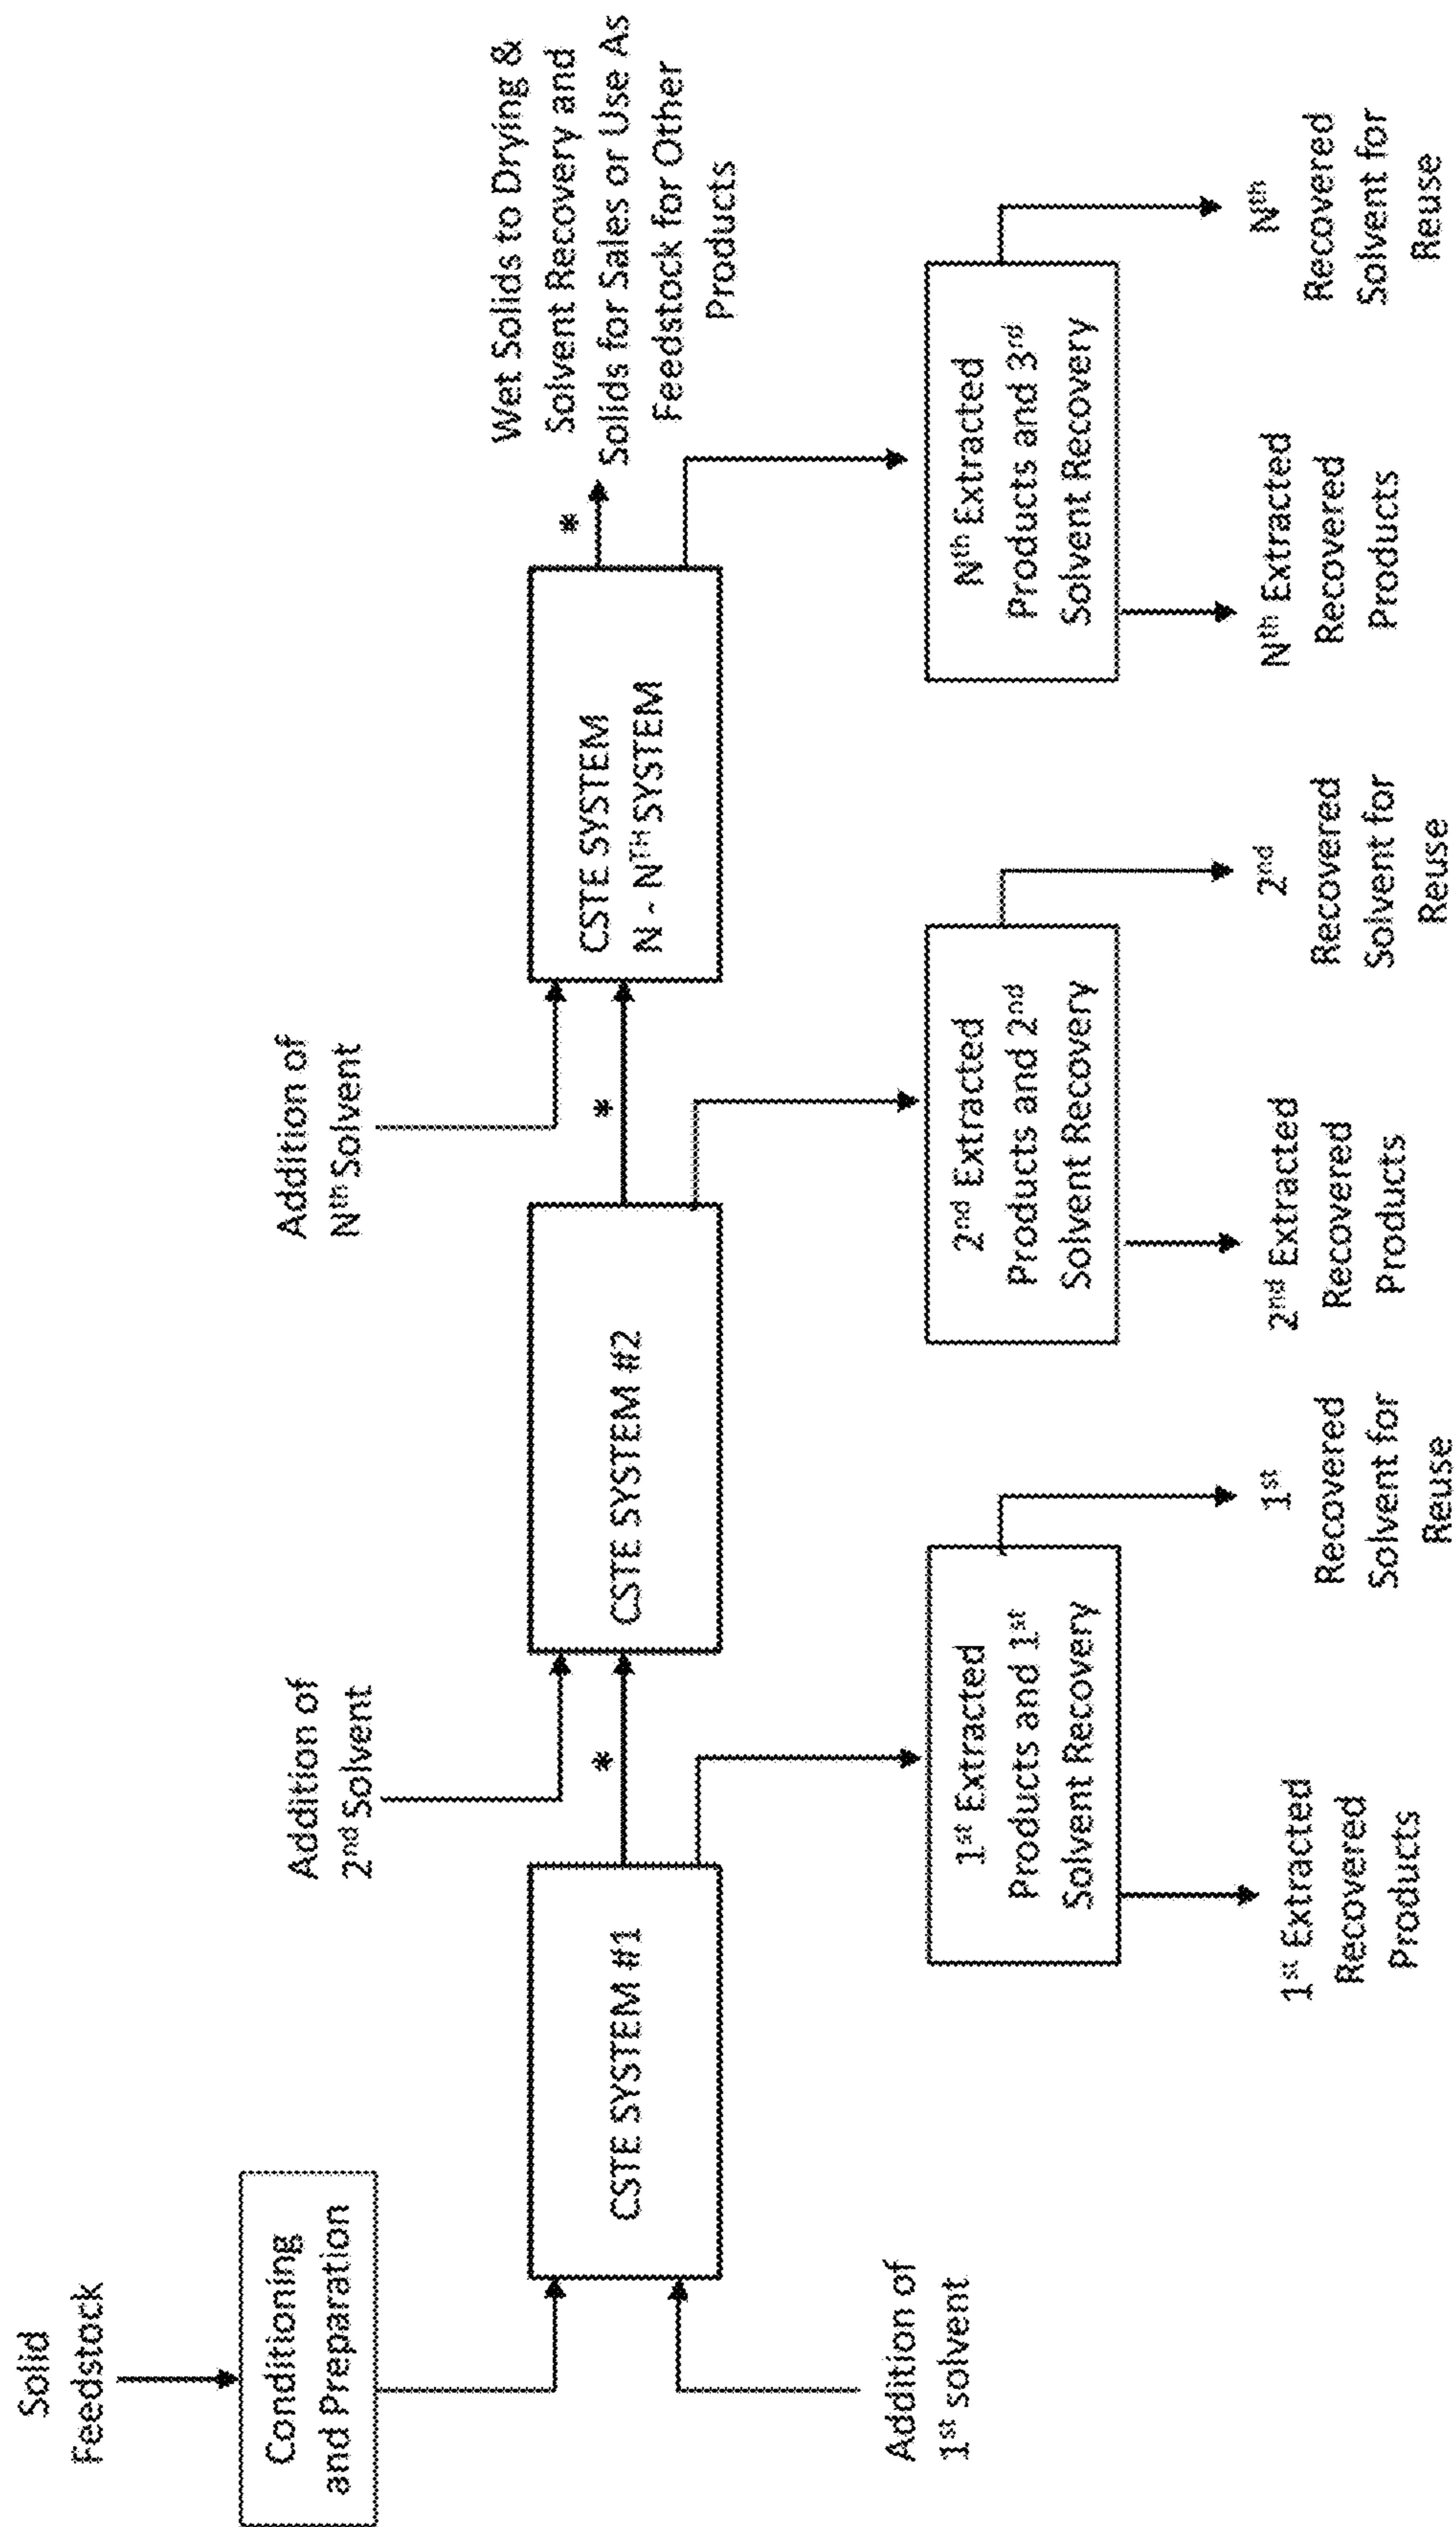 Solid
Feedstock
Conditioning
and Preparation
Addition of
1st solvent
CSTE SYSTEM #1
Addition of
2nd Solvent
*
CSTE SYSTEM #2
Addition of
Nth Solvent
*
CSTE SYSTEM
N - NTH SYSTEM
*
Wet Solids to Drying &
Solvent Recovery and
Solids for Sales or Use As
Feedstock for Other
Products
1st Extracted
Products and 1st
Solvent Recovery
1st Extracted
Recovered
Products
1st
Recovered
Solvent for
Reuse
2nd Extracted
Products and 2nd
Solvent Recovery
2nd Extracted
Recovered
Products
2nd
Recovered
Solvent for
Reuse
Nth Extracted
Products and 3rd
Solvent Recovery
Nth Extracted
Recovered
Products
Nth
Recovered
Solvent for
Reuse